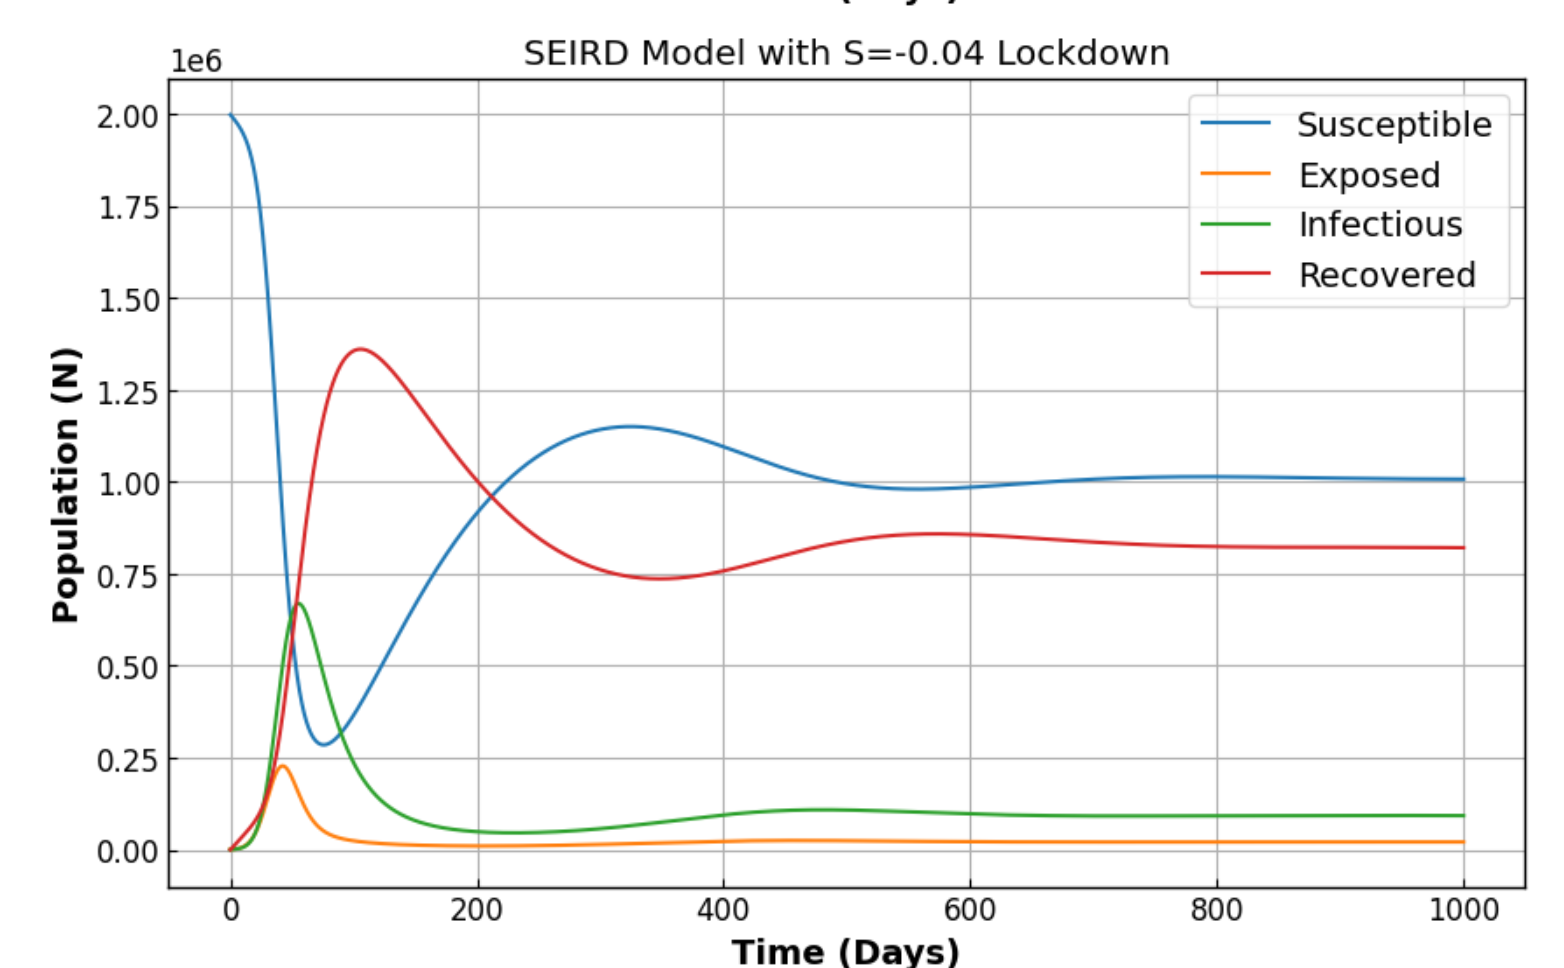 SEIRD Model with S=-0.04 Lockdown
1e6
2.00
1.75
1.50
1.25
1.00
0.75
0.50
0.25
0.00
Population (N)
Susceptible
Exposed
Infectious
Recovered
0 200 400 600 800 1000
Time (Days)